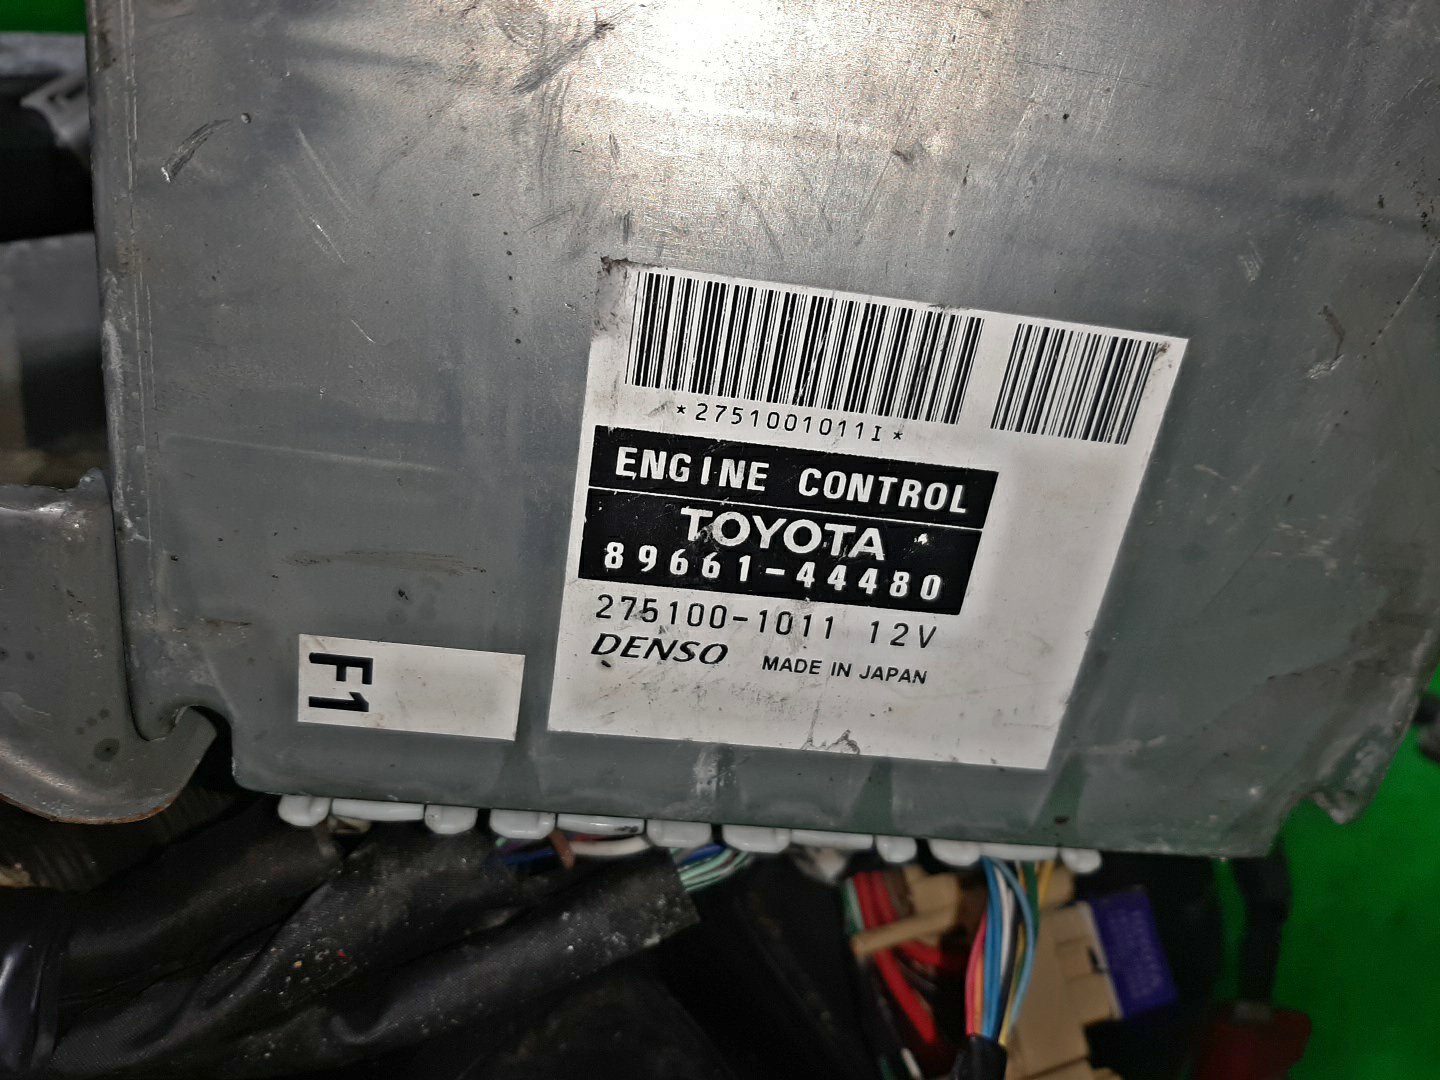 *2751001011I*
ENGINE CONTROL
TOYOTA
89661-44480
275100-1011 12V
DENSO MADE IN JAPAN
F1